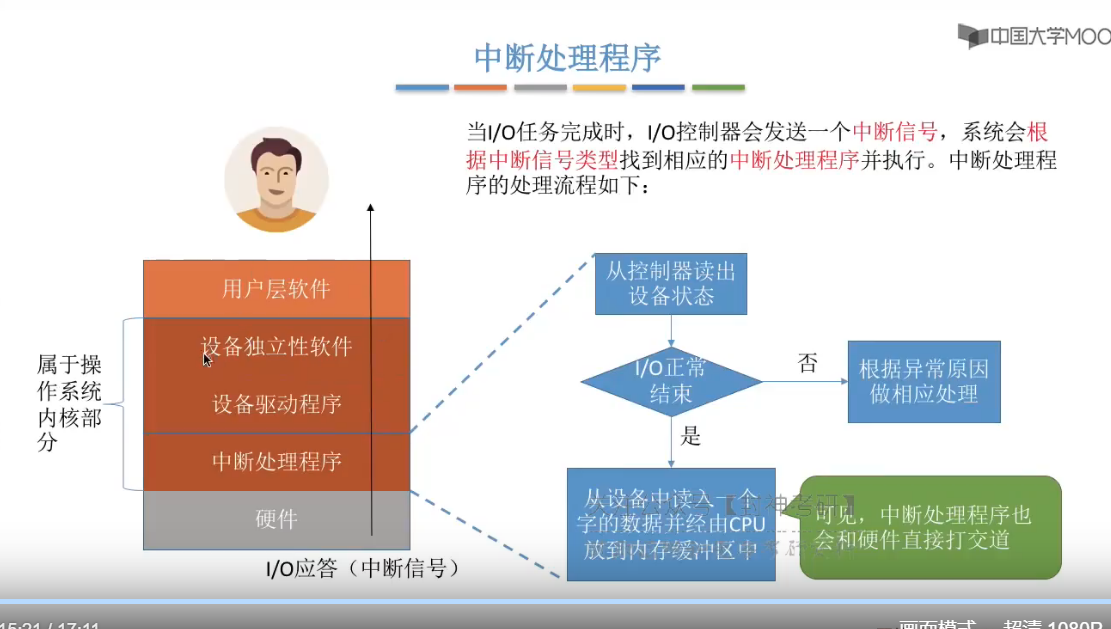 中国大学MOO
中断处理程序
当I/O任务完成时，I/O控制器会发送一个中断信号，系统会根
据中断信号类型找到相应的中断处理程序并执行。中断处理程
序的处理流程如下：
用户层软件
设备独立性软件
设备驱动程序
中断处理程序
硬件
属于操
作系统
内核部
分
I/O应答（中断信号）
从控制器读出
设备状态
I/O正常
结束
否
根据异常原因
做相应处理
是
从设备中读入一个
字的数据并经由CPU
放到内存缓冲区中
可见，中断处理程序也
会和硬件直接打交道
15:21 / 17:11
画面模式
超清 1080P